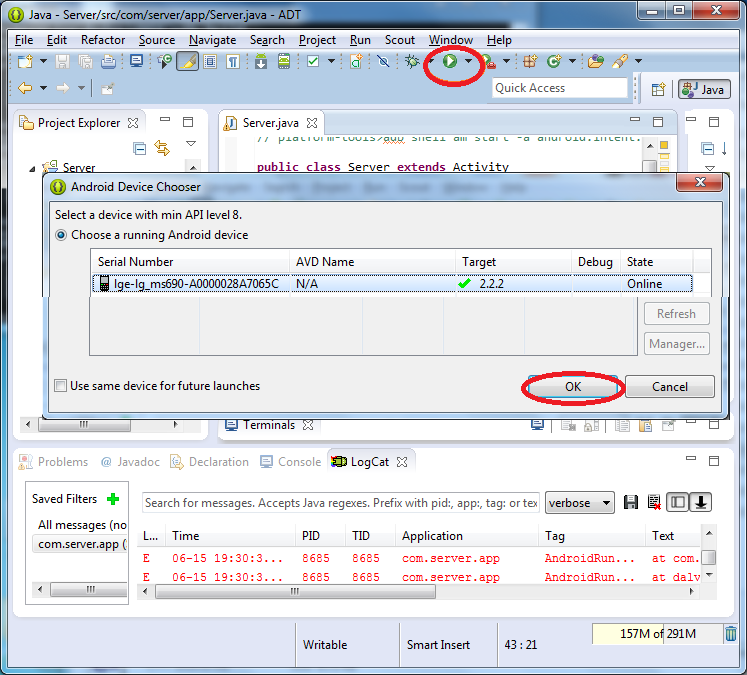 Java - Server/src/com/server/app/Server.java - ADT
File Edit Refactor Source Navigate Search Project Run Scout Window Help
Quick Access
Java
Project Explorer
Server.java
// platform-tools>adb shell am start -a android.intent.
Server
public class Server extends Activity
Android Device Chooser
Select a device with min API level 8.
Choose a running Android device
Serial Number AVD Name Target Debug State
lge-lg_ms690-A0000028A7065C N/A 2.2.2 Online
Refresh
Manager...
Use same device for future launches
OK
Cancel
Terminals
Problems @ Javadoc Declaration Console LogCat
Saved Filters
Search for messages. Accepts Java regexes. Prefix with pid:, app:, tag: or tex
verbose
All messages (no
com.server.app (
L... Time PID TID Application Tag Text
E 06-15 19:30:3... 8685 8685 com.server.app AndroidRun... at com.
E 06-15 19:30:3... 8685 8685 com.server.app AndroidRun... at dalv
Writable
Smart Insert
43 : 21
157M of 291M